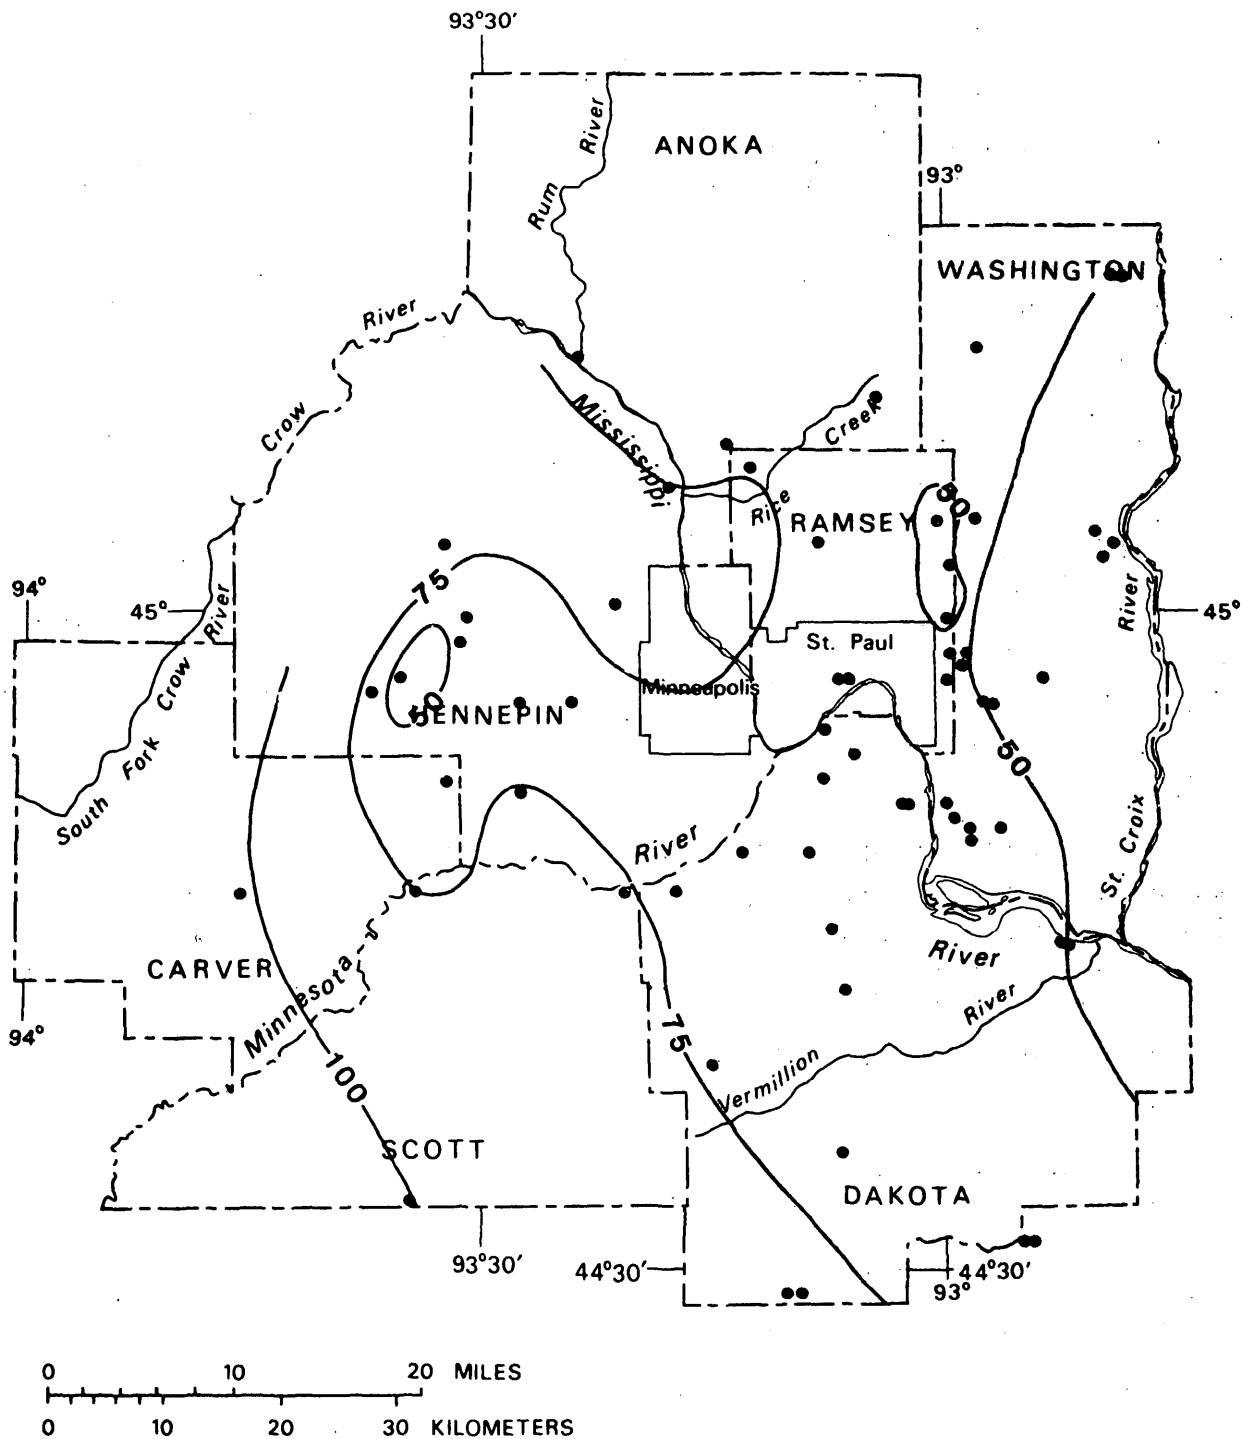 93°30'
River
ANOKA
93°
Rum
WASHINGTON
River
Crow
Mississippi
Creek
50
Rice
RAMSEY
94°
75
45°
River
River
45°
St. Paul
Crow
Minneapolis
50
HENNEPIN
Fork
50
South
River
St. Croix
CARVER
River
Minnesota
River
94°
75
100
Vermillion
SCOTT
DAKOTA
93°30'
44°30'
44°30'
93°
0 10 20 MILES
0 10 20 30 KILOMETERS